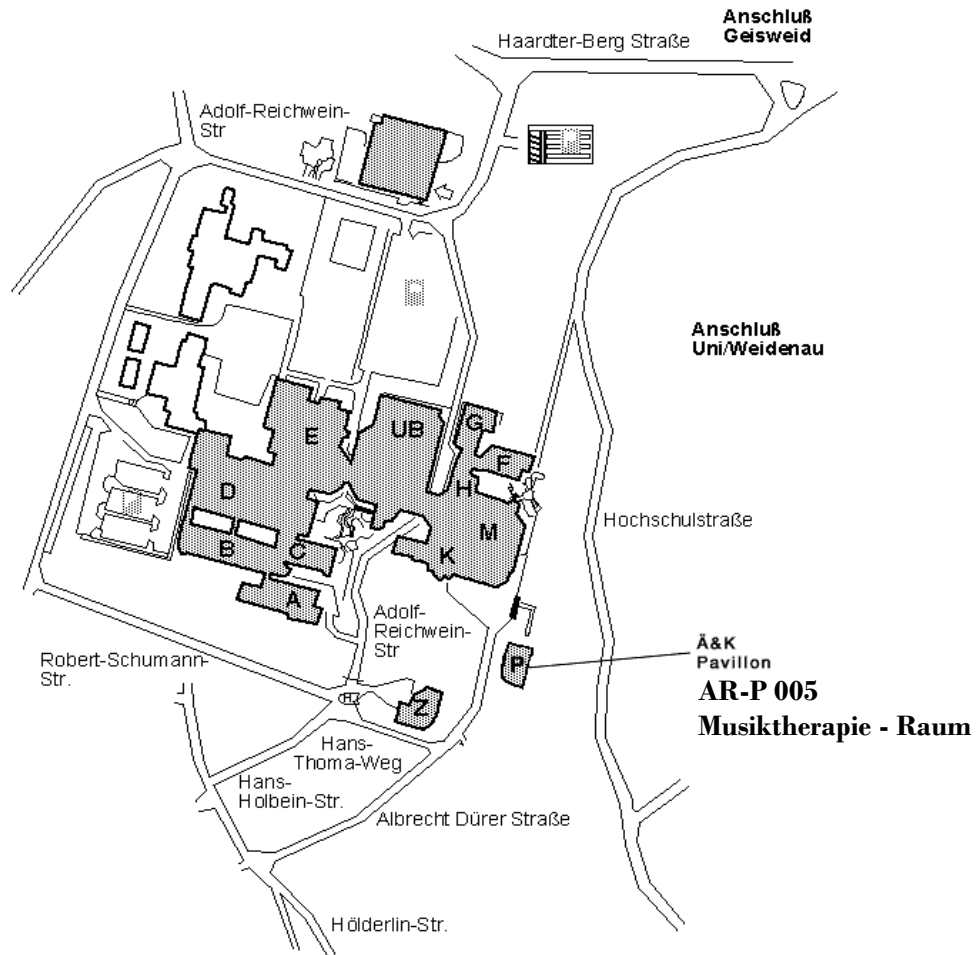 Anschluß
Geisweid
Haardter-Berg Straße
Adolf-Reichwein-
Str
Anschluß
Uni/Weidenau
G
UB
E
F
H
D
M
Hochschulstraße
B
C
K
A
Adolf-
Reichwein-
Str
Robert-Schumann-
Str.
P
Ä&K
Pavillon
AR-P 005
Musiktherapie - Raum
H
Z
Hans-
Thoma-Weg
Hans-
Holbein-Str.
Albrecht Dürer Straße
Hölderlin-Str.